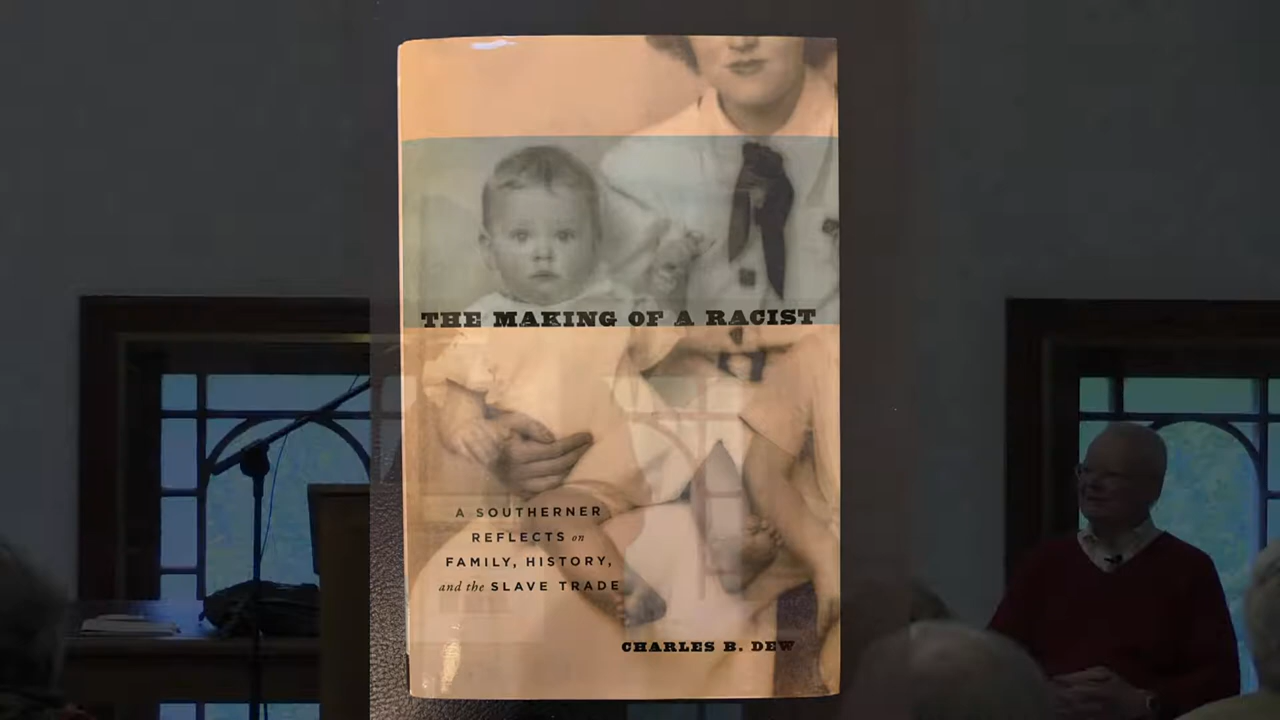 THE MAKING OF A RACIST
A SOUTHERNER
REFLECTS on
FAMILY, HISTORY,
and the SLAVE TRADE
CHARLES B. DEW